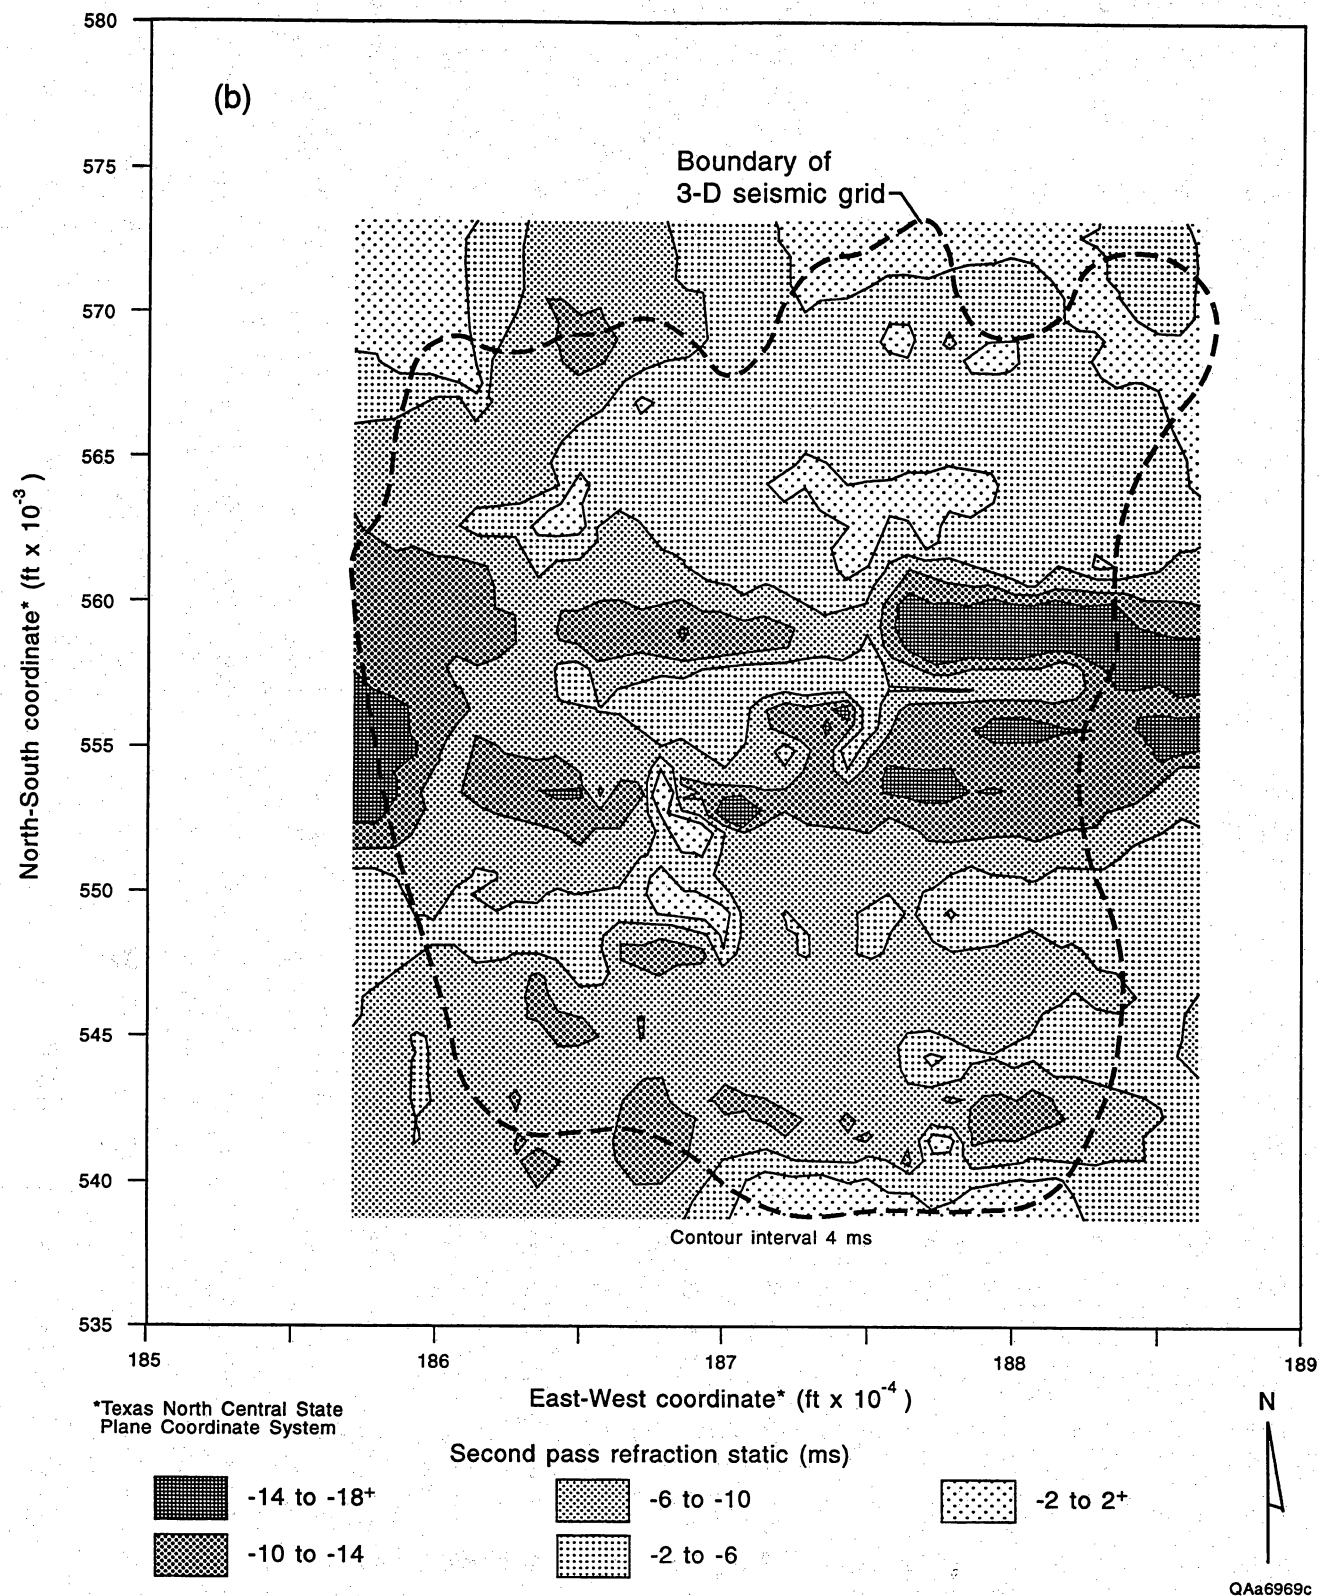 580
(b)
575
Boundary of
3-D seismic grid
570
565
560
555
550
545
540
535
North-South coordinate* (ft x 10-3 )
Contour interval 4 ms
185
186
187
188
189
East-West coordinate* (ft x 10-4 )
*Texas North Central State
Plane Coordinate System
N
Second pass refraction static (ms)
-14 to -18+
-6 to -10
-2 to 2+
-10 to -14
-2 to -6
QAa6969c